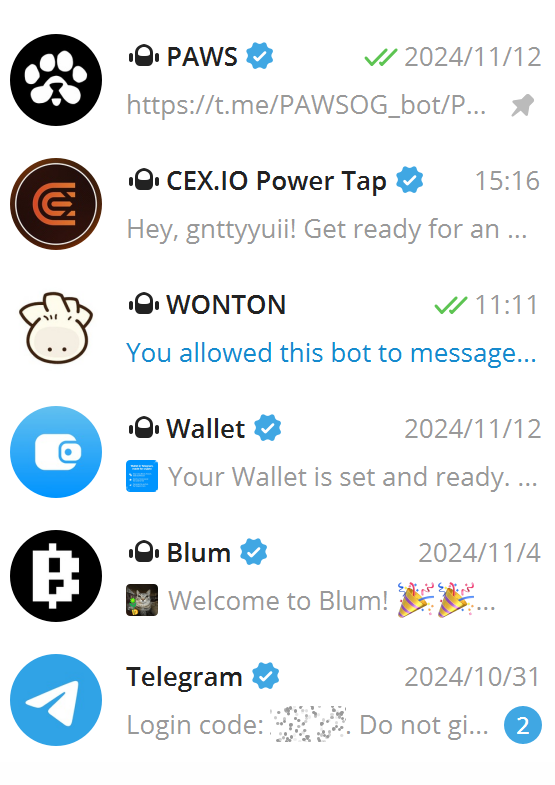 PAWS 2024/11/12
https://t.me/PAWSOG_bot/P...
CEX.IO Power Tap 15:16
Hey, gnttyyuii! Get ready for an ...
WONTON 11:11
You allowed this bot to message...
Wallet 2024/11/12
Your Wallet is set and ready. ...
Blum 2024/11/4
Welcome to Blum! 🎉🎉...
Telegram 2024/10/31
Login code: . Do not gi... 2